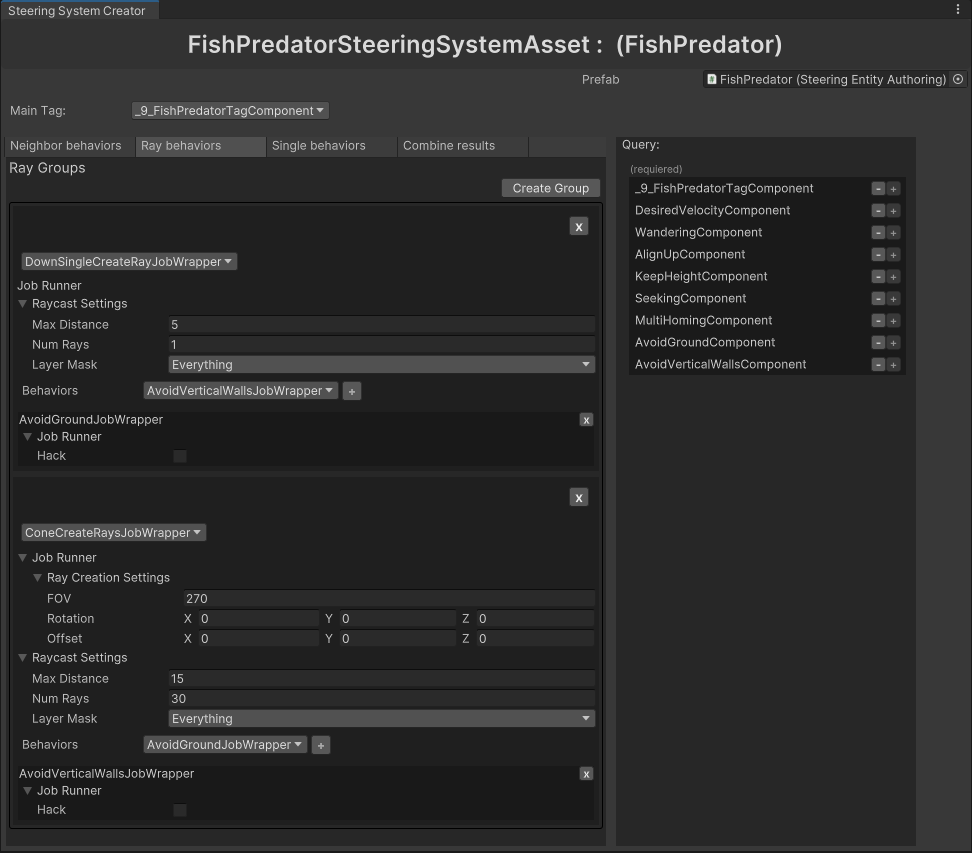 Steering System Creator
FishPredatorSteeringSystemAsset : (FishPredator)
Prefab FishPredator (Steering Entity Authoring)
Main Tag: _9_FishPredatorTagComponent
Neighbor behaviors Ray behaviors Single behaviors Combine results
Ray Groups
Create Group
x
DownSingleCreateRayJobWrapper
Job Runner
Raycast Settings
Max Distance 5
Num Rays 1
Layer Mask Everything
Behaviors AvoidVerticalWallsJobWrapper +
AvoidGroundJobWrapper x
Job Runner
Hack
x
ConeCreateRaysJobWrapper
Job Runner
Ray Creation Settings
FOV 270
Rotation X 0 Y 0 Z 0
Offset X 0 Y 0 Z 0
Raycast Settings
Max Distance 15
Num Rays 30
Layer Mask Everything
Behaviors AvoidGroundJobWrapper +
AvoidVerticalWallsJobWrapper x
Job Runner
Hack
Query:
(requiered)
_9_FishPredatorTagComponent - +
DesiredVelocityComponent - +
WanderingComponent - +
AlignUpComponent - +
KeepHeightComponent - +
SeekingComponent - +
MultiHomingComponent - +
AvoidGroundComponent - +
AvoidVerticalWallsComponent - +